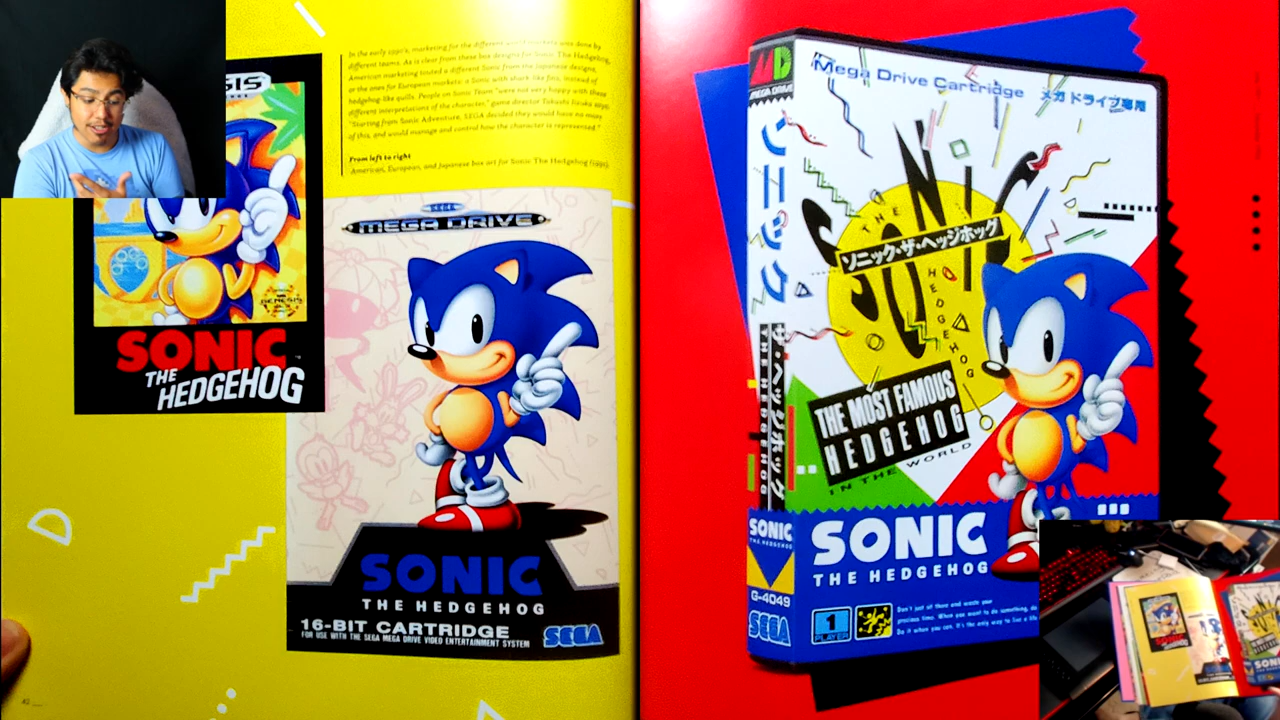 In the early 1990's, marketing for the different world markets was done by
different teams. As is clear from these box designs for Sonic The Hedgehog,
American marketing touted a different Sonic from the Japanese designs,
or the ones for European markets: a Sonic with shark-like fins, instead of
hedgehog-like quills. People on Sonic Team "were not very happy with these
different interpretations of the character," game director Takashi Iizuka says.
"Starting from Sonic Adventure, SEGA decided they would have no more
of this, and would manage and control how the character is represented."
From left to right
American, European, and Japanese box art for Sonic The Hedgehog (1991).
GENESIS
SONIC
THE
HEDGEHOG
SEGA
MEGA DRIVE
SONIC
THE HEDGEHOG
16-BIT CARTRIDGE
FOR USE WITH THE SEGA MEGA DRIVE VIDEO ENTERTAINMENT SYSTEM
SEGA
MD
MEGA DRIVE
ソニック
ザ・ヘッジホッグ
THE HEDGEHOG
SONIC
THE HEDGEHOG
G-4049
SEGA
Mega Drive Cartridge メガドライブ専用
THE
SONIC
ソニック・ザ・ヘッジホッグ
HEDGEHOG
THE MOST FAMOUS
HEDGEHOG
IN THE WORLD
SONIC
THE HEDGEHOG
1
PLAYER
Don't just sit there and waste your
precious time. When you want to do something, do
Do it when you can. It's the only way to live a life